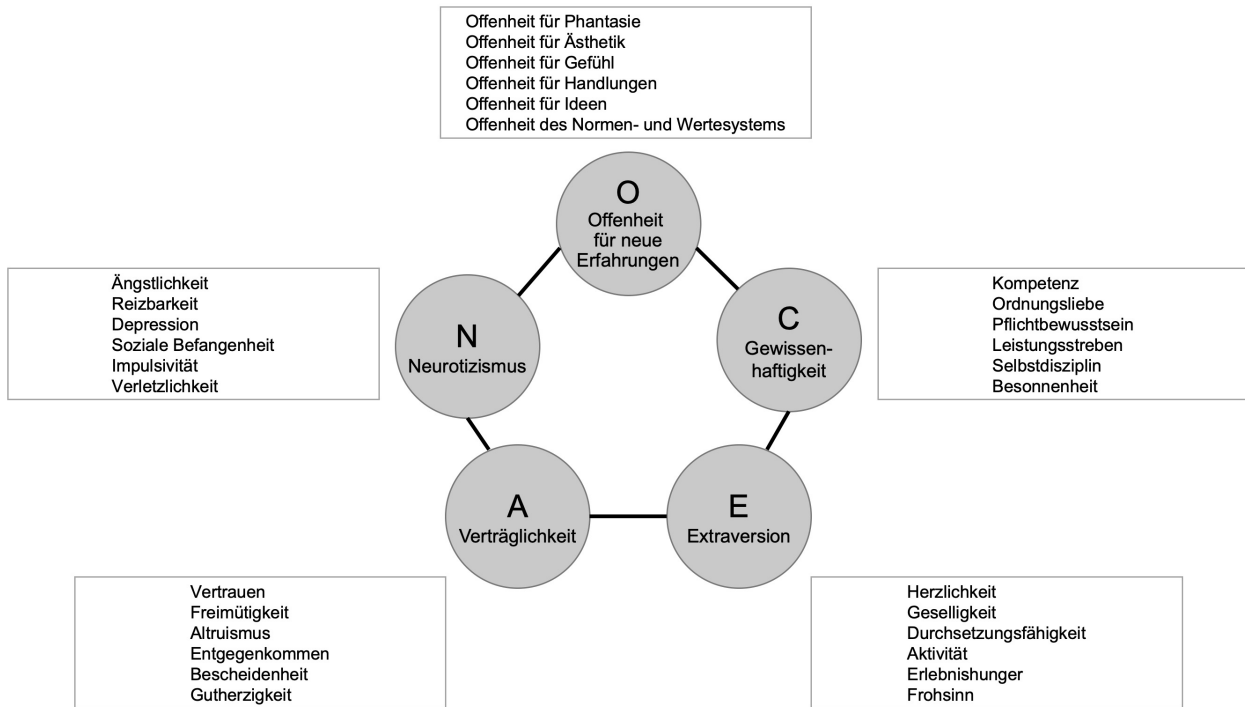 Offenheit für Phantasie
Offenheit für Ästhetik
Offenheit für Gefühl
Offenheit für Handlungen
Offenheit für Ideen
Offenheit des Normen- und Wertesystems
O
Offenheit
für neue
Erfahrungen
Ängstlichkeit
Reizbarkeit
Depression
Soziale Befangenheit
Impulsivität
Verletzlichkeit
N
Neurotizismus
C
Gewissen-
haftigkeit
Kompetenz
Ordnungsliebe
Pflichtbewusstsein
Leistungsstreben
Selbstdisziplin
Besonnenheit
A
Verträglichkeit
E
Extraversion
Vertrauen
Freimütigkeit
Altruismus
Entgegenkommen
Bescheidenheit
Gutherzigkeit
Herzlichkeit
Geselligkeit
Durchsetzungsfähigkeit
Aktivität
Erlebnishunger
Frohsinn